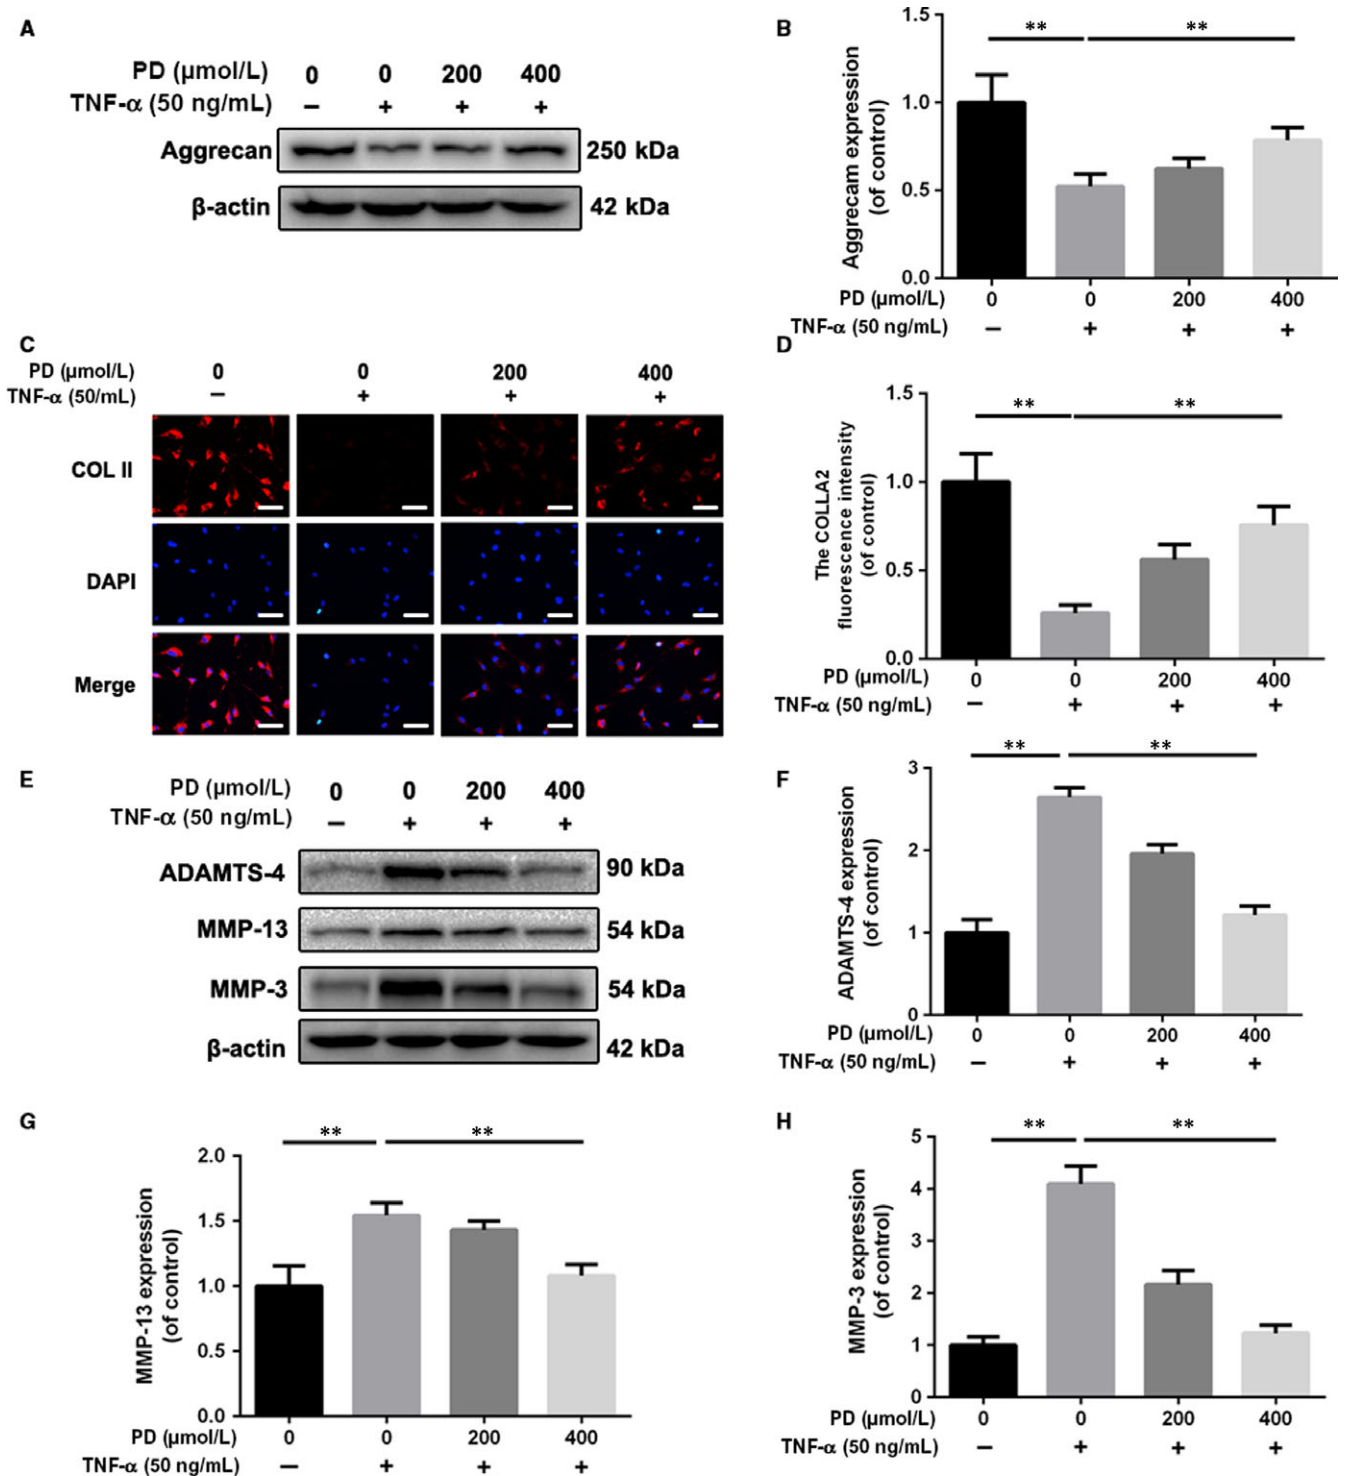 A
PD (µmol/L) 0 0 200 400
TNF-α (50 ng/mL) – + + +
Aggrecan 250 kDa
β-actin 42 kDa
B
** **
Aggrecam expression
(of control)
1.5
1.0
0.5
0.0
PD (µmol/L) 0 0 200 400
TNF-α (50 ng/mL) – + + +
C
PD (µmol/L) 0 0 200 400
TNF-α (50/mL) – + + +
COL II
DAPI
Merge
D
** **
The COLLA2
fluorescence intensity
(of control)
1.5
1.0
0.5
0.0
PD (µmol/L) 0 0 200 400
TNF-α (50 ng/mL) – + + +
E
PD (µmol/L) 0 0 200 400
TNF-α (50 ng/mL) – + + +
ADAMTS-4 90 kDa
MMP-13 54 kDa
MMP-3 54 kDa
β-actin 42 kDa
F
** **
ADAMTS-4 expression
(of control)
3
2
1
0
PD (µmol/L) 0 0 200 400
TNF-α (50 ng/mL) – + + +
G
** **
MMP-13 expression
(of control)
2.0
1.5
1.0
0.5
0.0
PD (µmol/L) 0 0 200 400
TNF-α (50 ng/mL) – + + +
H
** **
MMP-3 expression
(of control)
5
4
3
2
1
0
PD (µmol/L) 0 0 200 400
TNF-α (50 ng/mL) – + + +